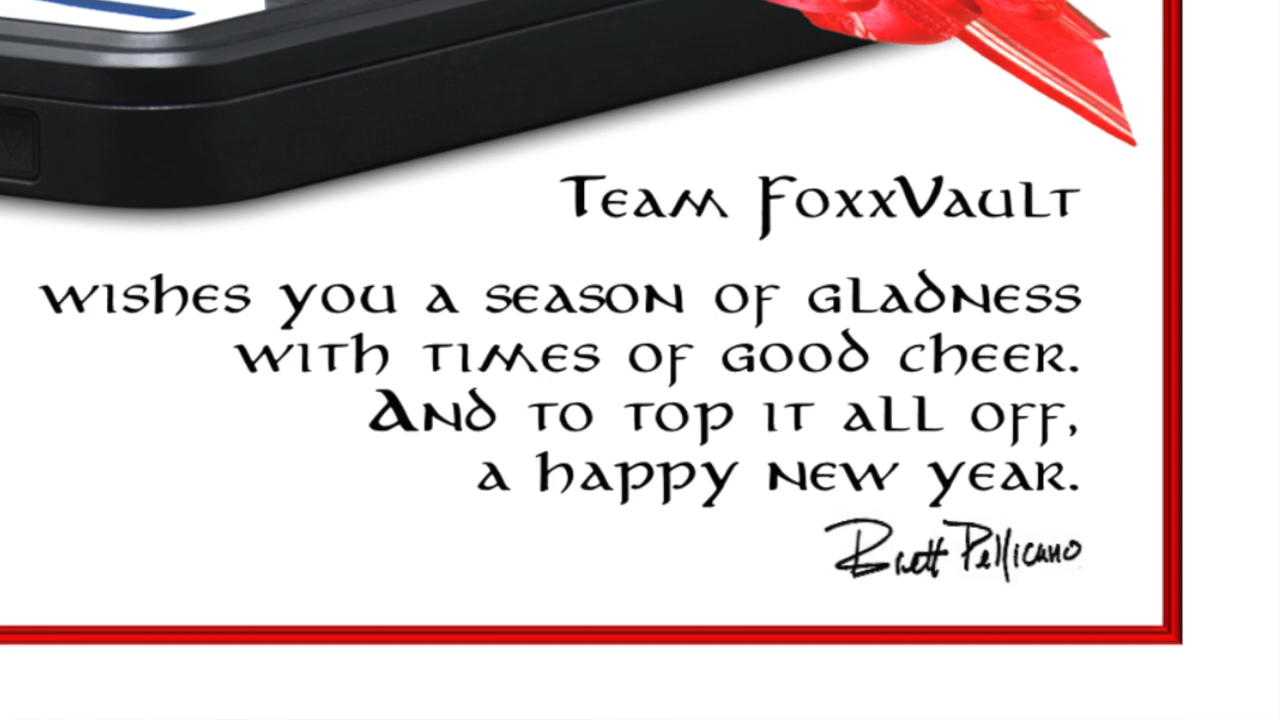 Team FoxxVault
wishes you a season of gladness
with times of good cheer.
And to top it all off,
a happy new year.
Brett Pellicano